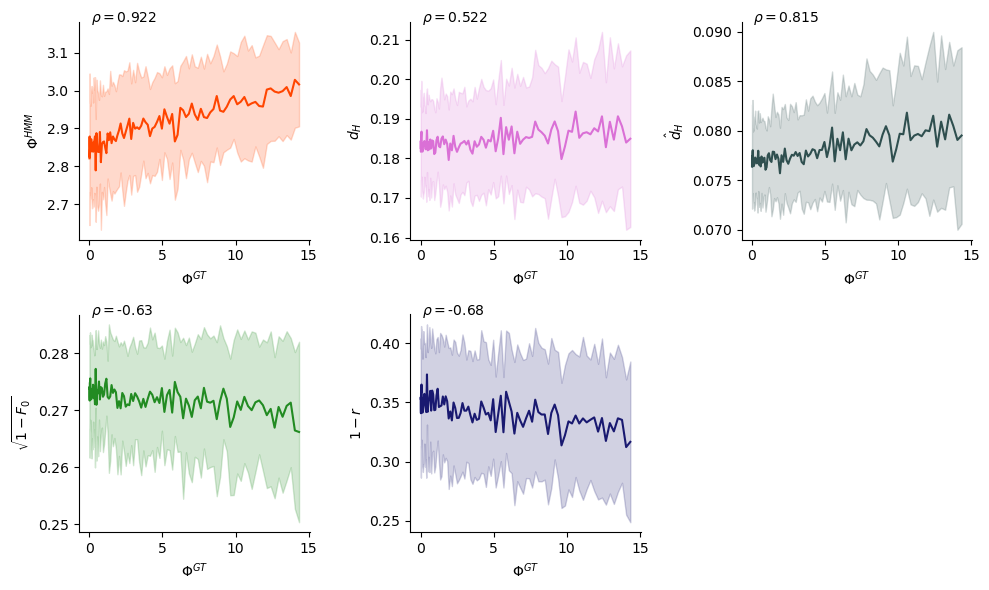 ρ = 0.922
3.1
3.0
2.9
2.8
2.7
Φ^{HMM}
0 5 10 15
Φ^{GT}
ρ = 0.522
0.21
0.20
0.19
0.18
0.17
0.16
d_H
0 5 10 15
Φ^{GT}
ρ = 0.815
0.090
0.085
0.080
0.075
0.070
\hat{d}_H
0 5 10 15
Φ^{GT}
ρ = -0.63
0.28
0.27
0.26
0.25
√(1 − F_0)
0 5 10 15
Φ^{GT}
ρ = -0.68
0.40
0.35
0.30
0.25
1 − r
0 5 10 15
Φ^{GT}